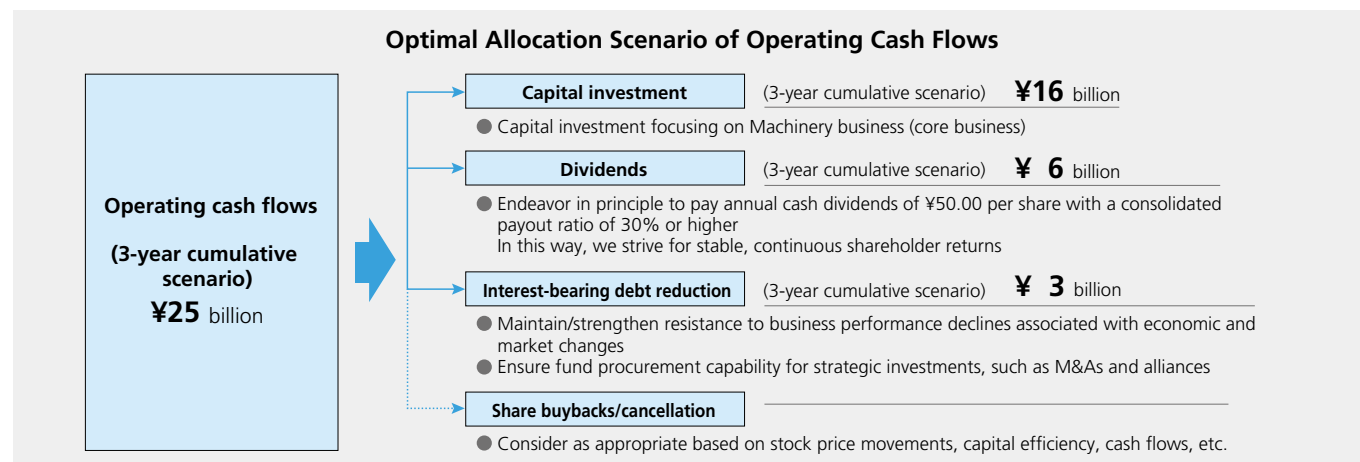 Optimal Allocation Scenario of Operating Cash Flows
Operating cash flows
(3-year cumulative
scenario)
¥25 billion
Capital investment (3-year cumulative scenario) ¥16 billion
● Capital investment focusing on Machinery business (core business)
Dividends (3-year cumulative scenario) ¥ 6 billion
● Endeavor in principle to pay annual cash dividends of ¥50.00 per share with a consolidated
payout ratio of 30% or higher
In this way, we strive for stable, continuous shareholder returns
Interest-bearing debt reduction (3-year cumulative scenario) ¥ 3 billion
● Maintain/strengthen resistance to business performance declines associated with economic and
market changes
● Ensure fund procurement capability for strategic investments, such as M&As and alliances
Share buybacks/cancellation
● Consider as appropriate based on stock price movements, capital efficiency, cash flows, etc.